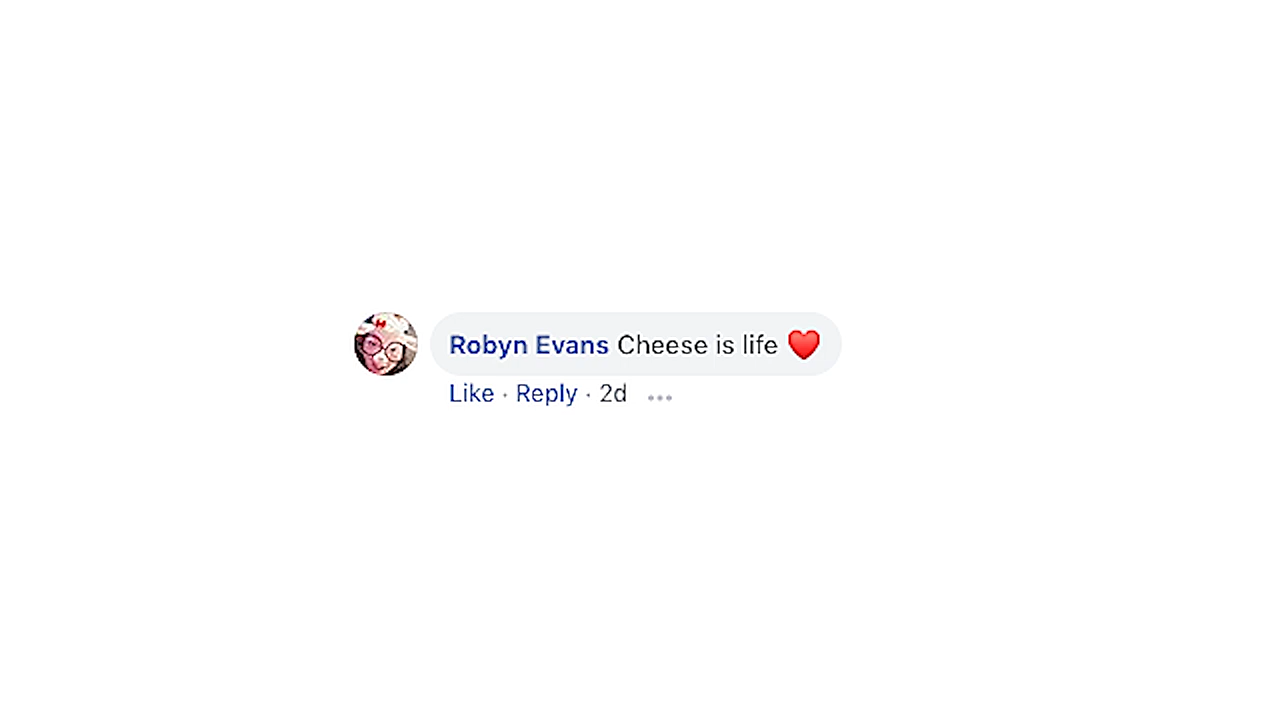 Robyn Evans Cheese is life ♥️
Like · Reply · 2d ...